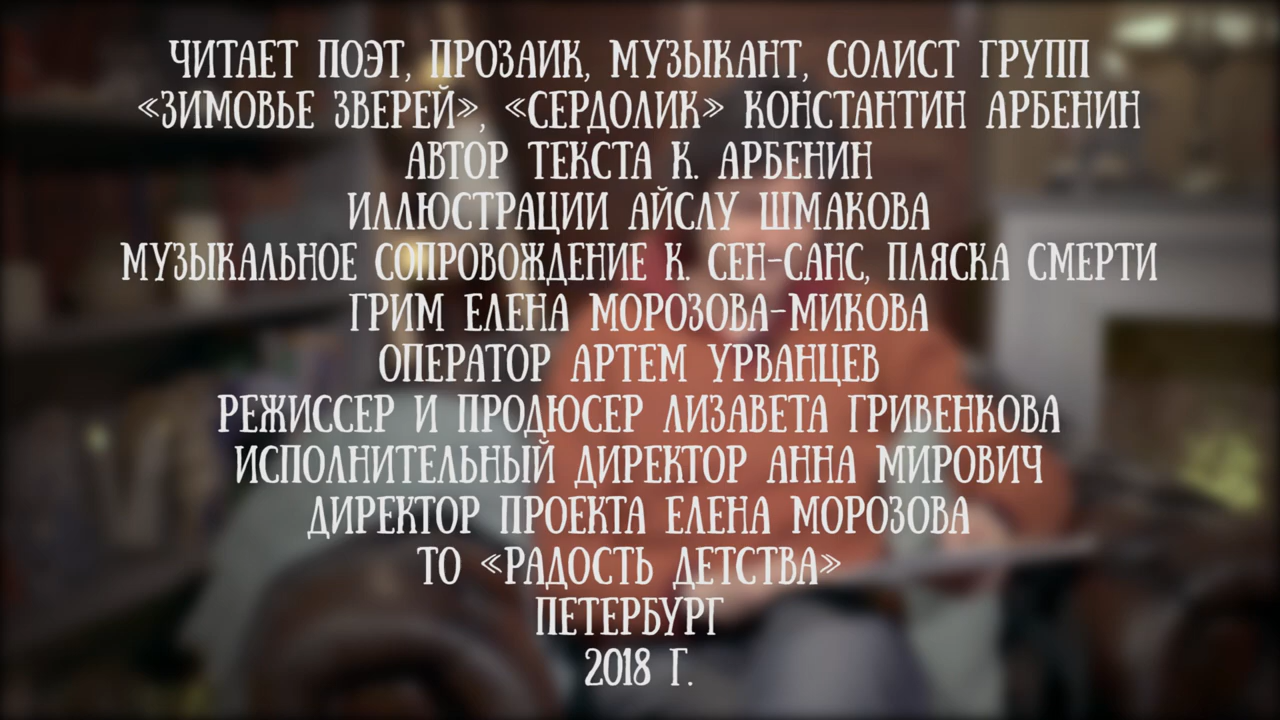 ЧИТАЕТ ПОЭТ, ПРОЗАИК, МУЗЫКАНТ, СОЛИСТ ГРУПП
«ЗИМОВЬЕ ЗВЕРЕЙ», «СЕРДОЛИК» КОНСТАНТИН АРБЕНИН
АВТОР ТЕКСТА К. АРБЕНИН
ИЛЛЮСТРАЦИИ АЙСЛУ ШМАКОВА
МУЗЫКАЛЬНОЕ СОПРОВОЖДЕНИЕ К. СЕН-САНС, ПЛЯСКА СМЕРТИ
ГРИМ ЕЛЕНА МОРОЗОВА-МИКОВА
ОПЕРАТОР АРТЕМ УРВАНЦЕВ
РЕЖИССЕР И ПРОДЮСЕР ЛИЗАВЕТА ГРИВЕНКОВА
ИСПОЛНИТЕЛЬНЫЙ ДИРЕКТОР АННА МИРОВИЧ
ДИРЕКТОР ПРОЕКТА ЕЛЕНА МОРОЗОВА
ТО «РАДОСТЬ ДЕТСТВА»
ПЕТЕРБУРГ
2018 Г.